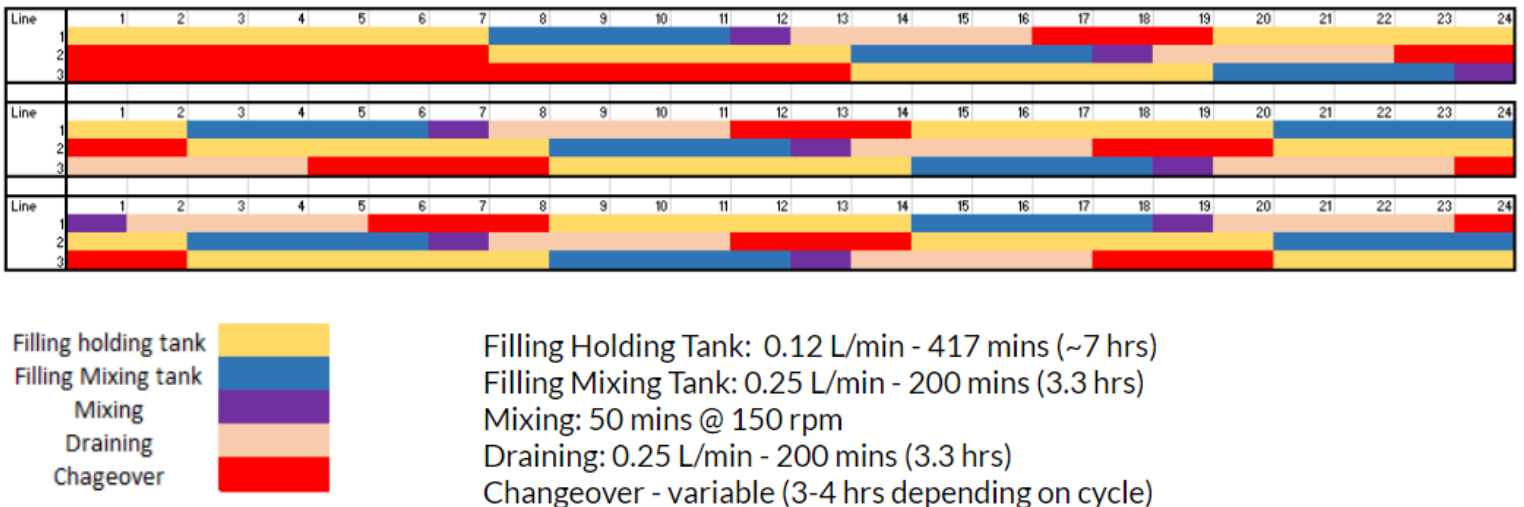 Line 1 2 3 4 5 6 7 8 9 10 11 12 13 14 15 16 17 18 19 20 21 22 23 24
1
2
3
Line 1 2 3 4 5 6 7 8 9 10 11 12 13 14 15 16 17 18 19 20 21 22 23 24
1
2
3
Line 1 2 3 4 5 6 7 8 9 10 11 12 13 14 15 16 17 18 19 20 21 22 23 24
1
2
3
Filling holding tank
Filling Mixing tank
Mixing
Draining
Chageover
Filling Holding Tank: 0.12 L/min - 417 mins (~7 hrs)
Filling Mixing Tank: 0.25 L/min - 200 mins (3.3 hrs)
Mixing: 50 mins @ 150 rpm
Draining: 0.25 L/min - 200 mins (3.3 hrs)
Changeover - variable (3-4 hrs depending on cycle)